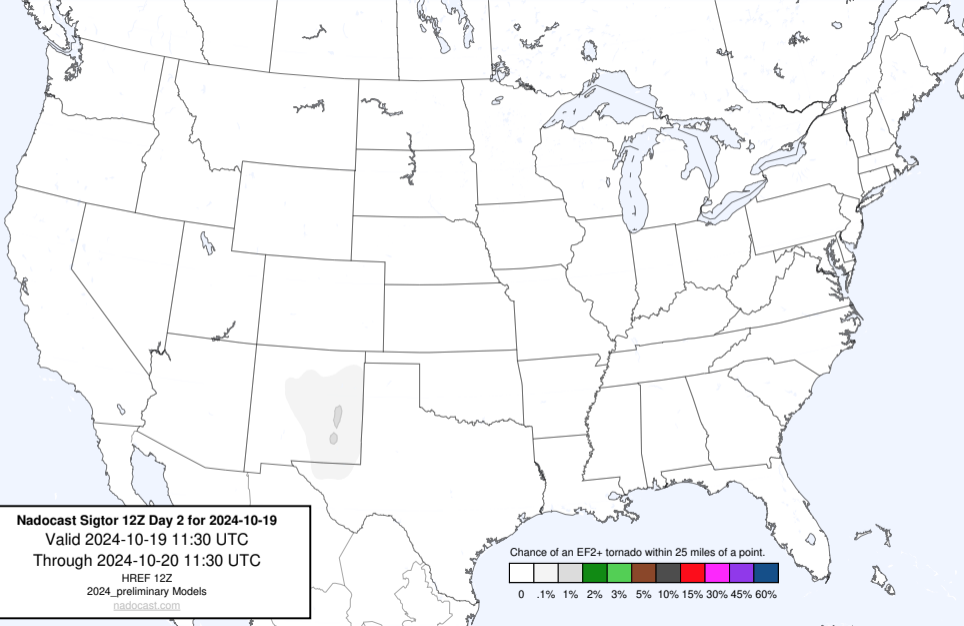 Nadocast Sigtor 12Z Day 2 for 2024-10-19
Valid 2024-10-19 11:30 UTC
Through 2024-10-20 11:30 UTC
HREF 12Z
2024_preliminary Models
nadocast.com
Chance of an EF2+ tornado within 25 miles of a point.
0 .1% 1% 2% 3% 5% 10% 15% 30% 45% 60%